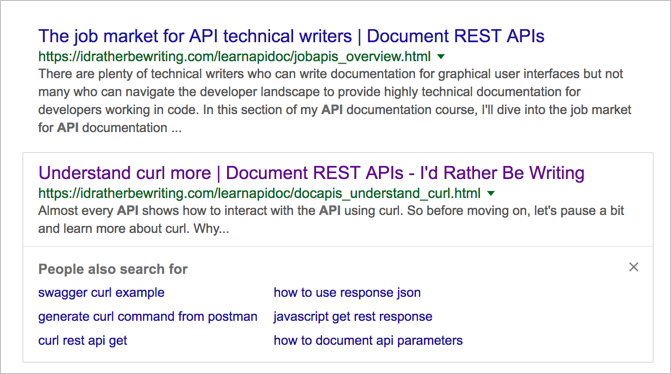 The job market for API technical writers | Document REST APIs
https://idratherbewriting.com/learnapidoc/jobapis_overview.html
There are plenty of technical writers who can write documentation for graphical user interfaces but not
many who can navigate the developer landscape to provide highly technical documentation for
developers working in code. In this section of my API documentation course, I'll dive into the job market
for API documentation ...
Understand curl more | Document REST APIs - I'd Rather Be Writing
https://idratherbewriting.com/learnapidoc/docapis_understand_curl.html
Almost every API shows how to interact with the API using curl. So before moving on, let's pause a bit
and learn more about curl. Why...
People also search for
swagger curl example
how to use response json
generate curl command from postman
javascript get rest response
curl rest api get
how to document api parameters